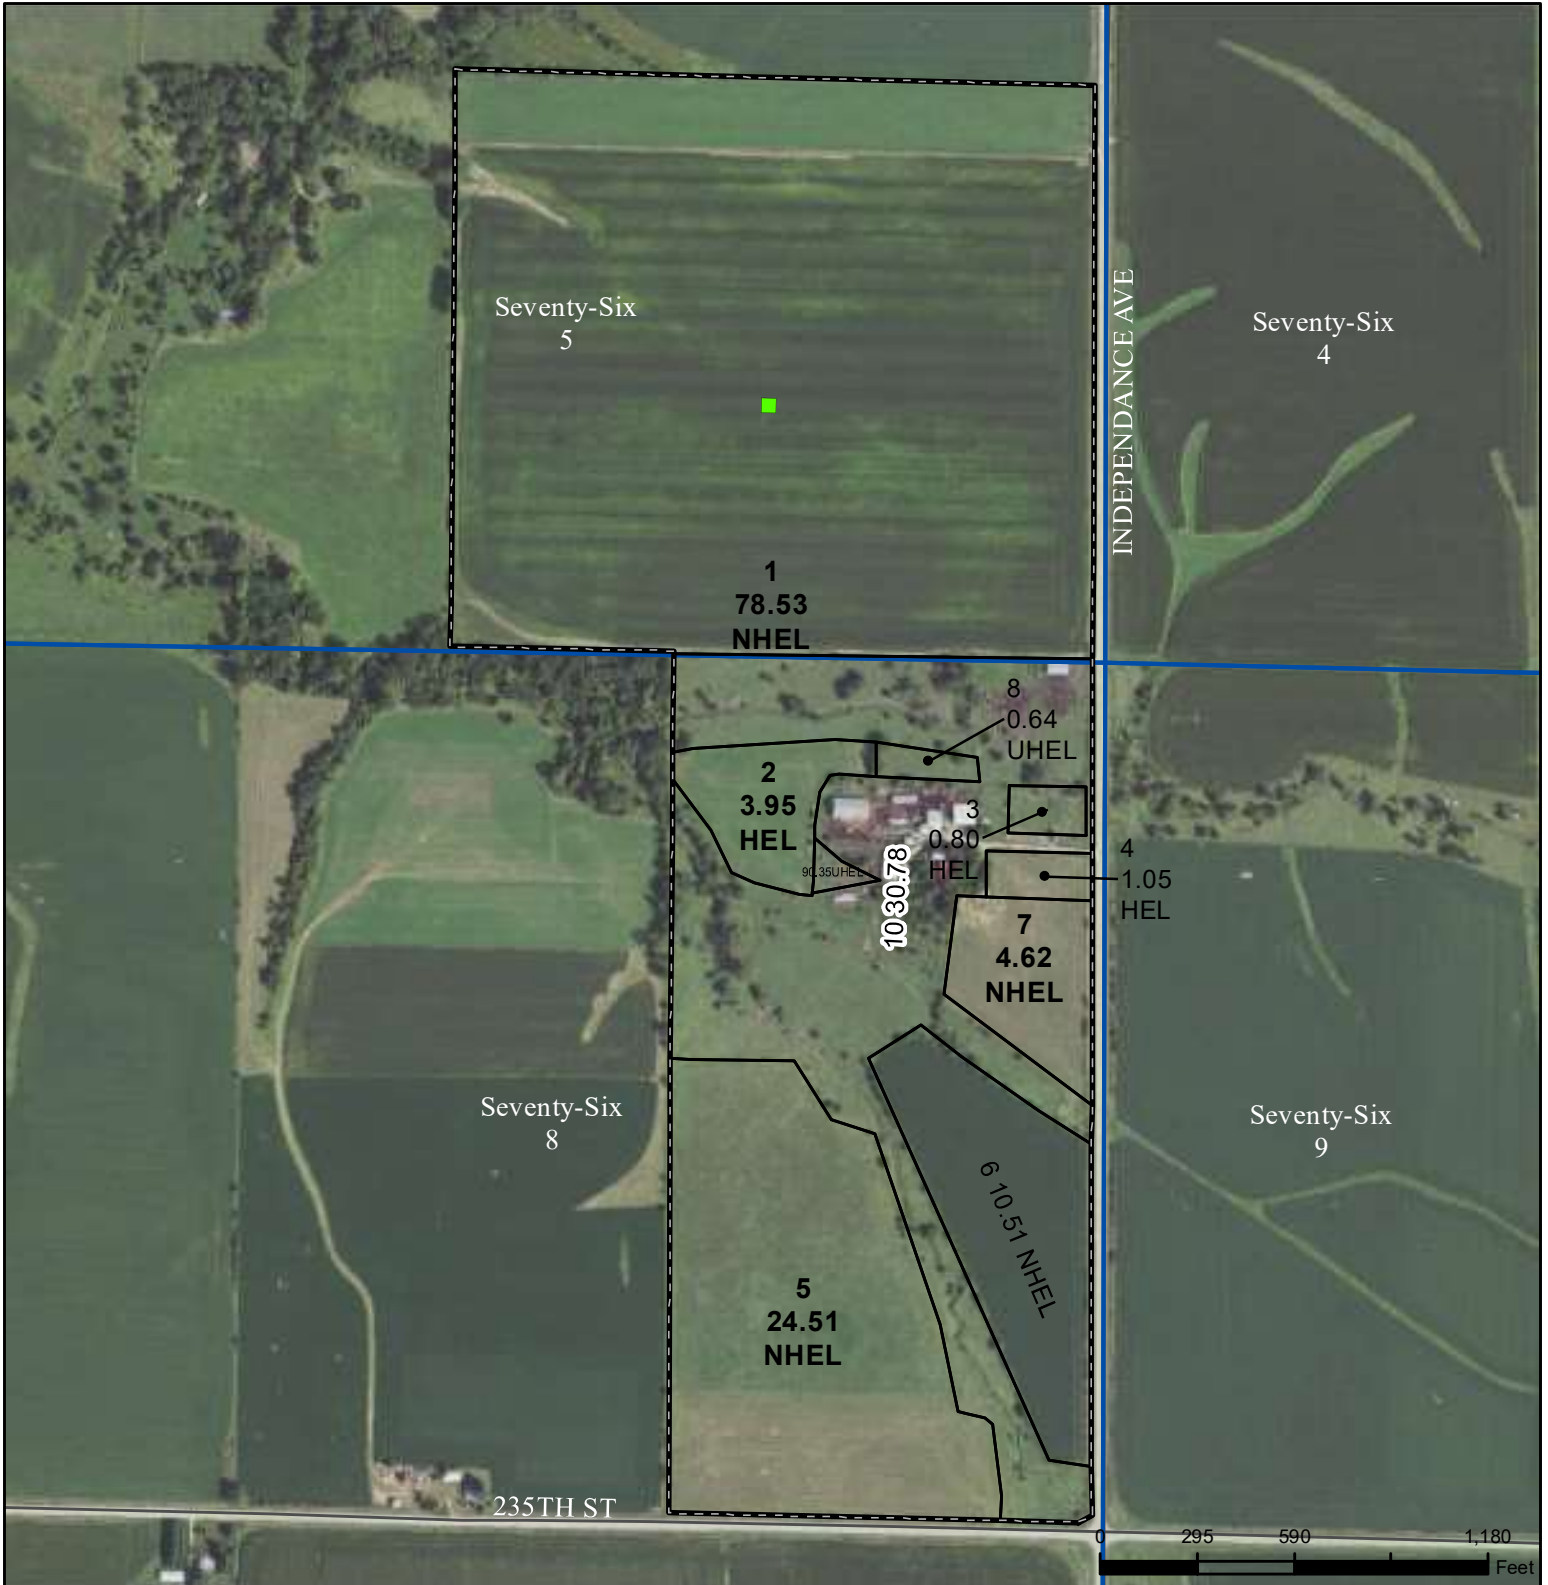 Seventy-Six
5
Seventy-Six
4
INDEPENDANCE AVE
1
78.53
NHEL
8
0.64
UHEL
2
3.95
HEL
3
0.80
HEL
4
1.05
HEL
90.35UHEL
10 30.78
7
4.62
NHEL
Seventy-Six
8
Seventy-Six
9
6 10.51 NHEL
5
24.51
NHEL
235TH ST
0 295 590 1,180
Feet